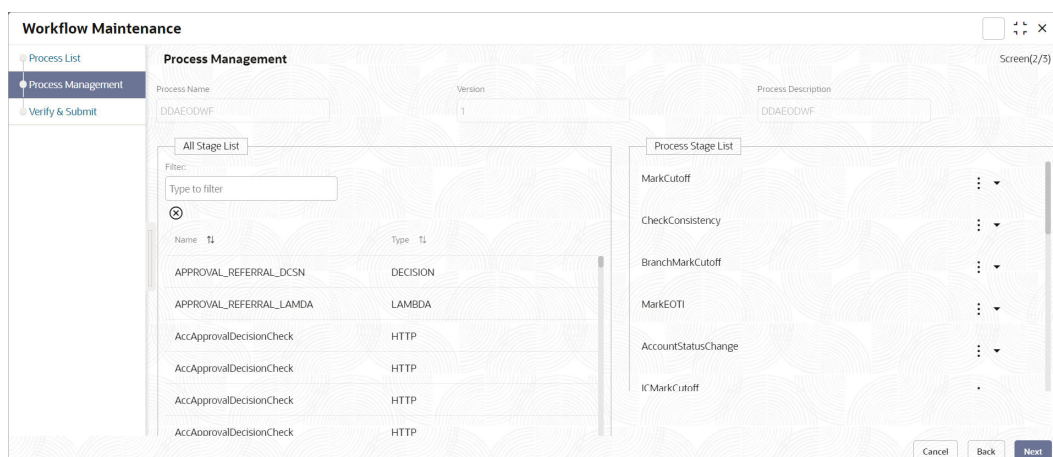 Workflow Maintenance
Process List
Process Management
Verify & Submit
Process Management
Screen(2/3)
Process Name
Version
Process Description
DDAEODWF
1
DDAEODWF
All Stage List
Filter:
Type to filter
Name
Type
APPROVAL_REFERRAL_DCSN
DECISION
APPROVAL_REFERRAL_LAMDA
LAMBDA
AccApprovalDecisionCheck
HTTP
AccApprovalDecisionCheck
HTTP
AccApprovalDecisionCheck
HTTP
AccApprovalDecisionCheck
HTTP
Process Stage List
MarkCutoff
CheckConsistency
BranchMarkCutoff
MarkEOTI
AccountStatusChange
ICMarkCutoff
Cancel
Back
Next